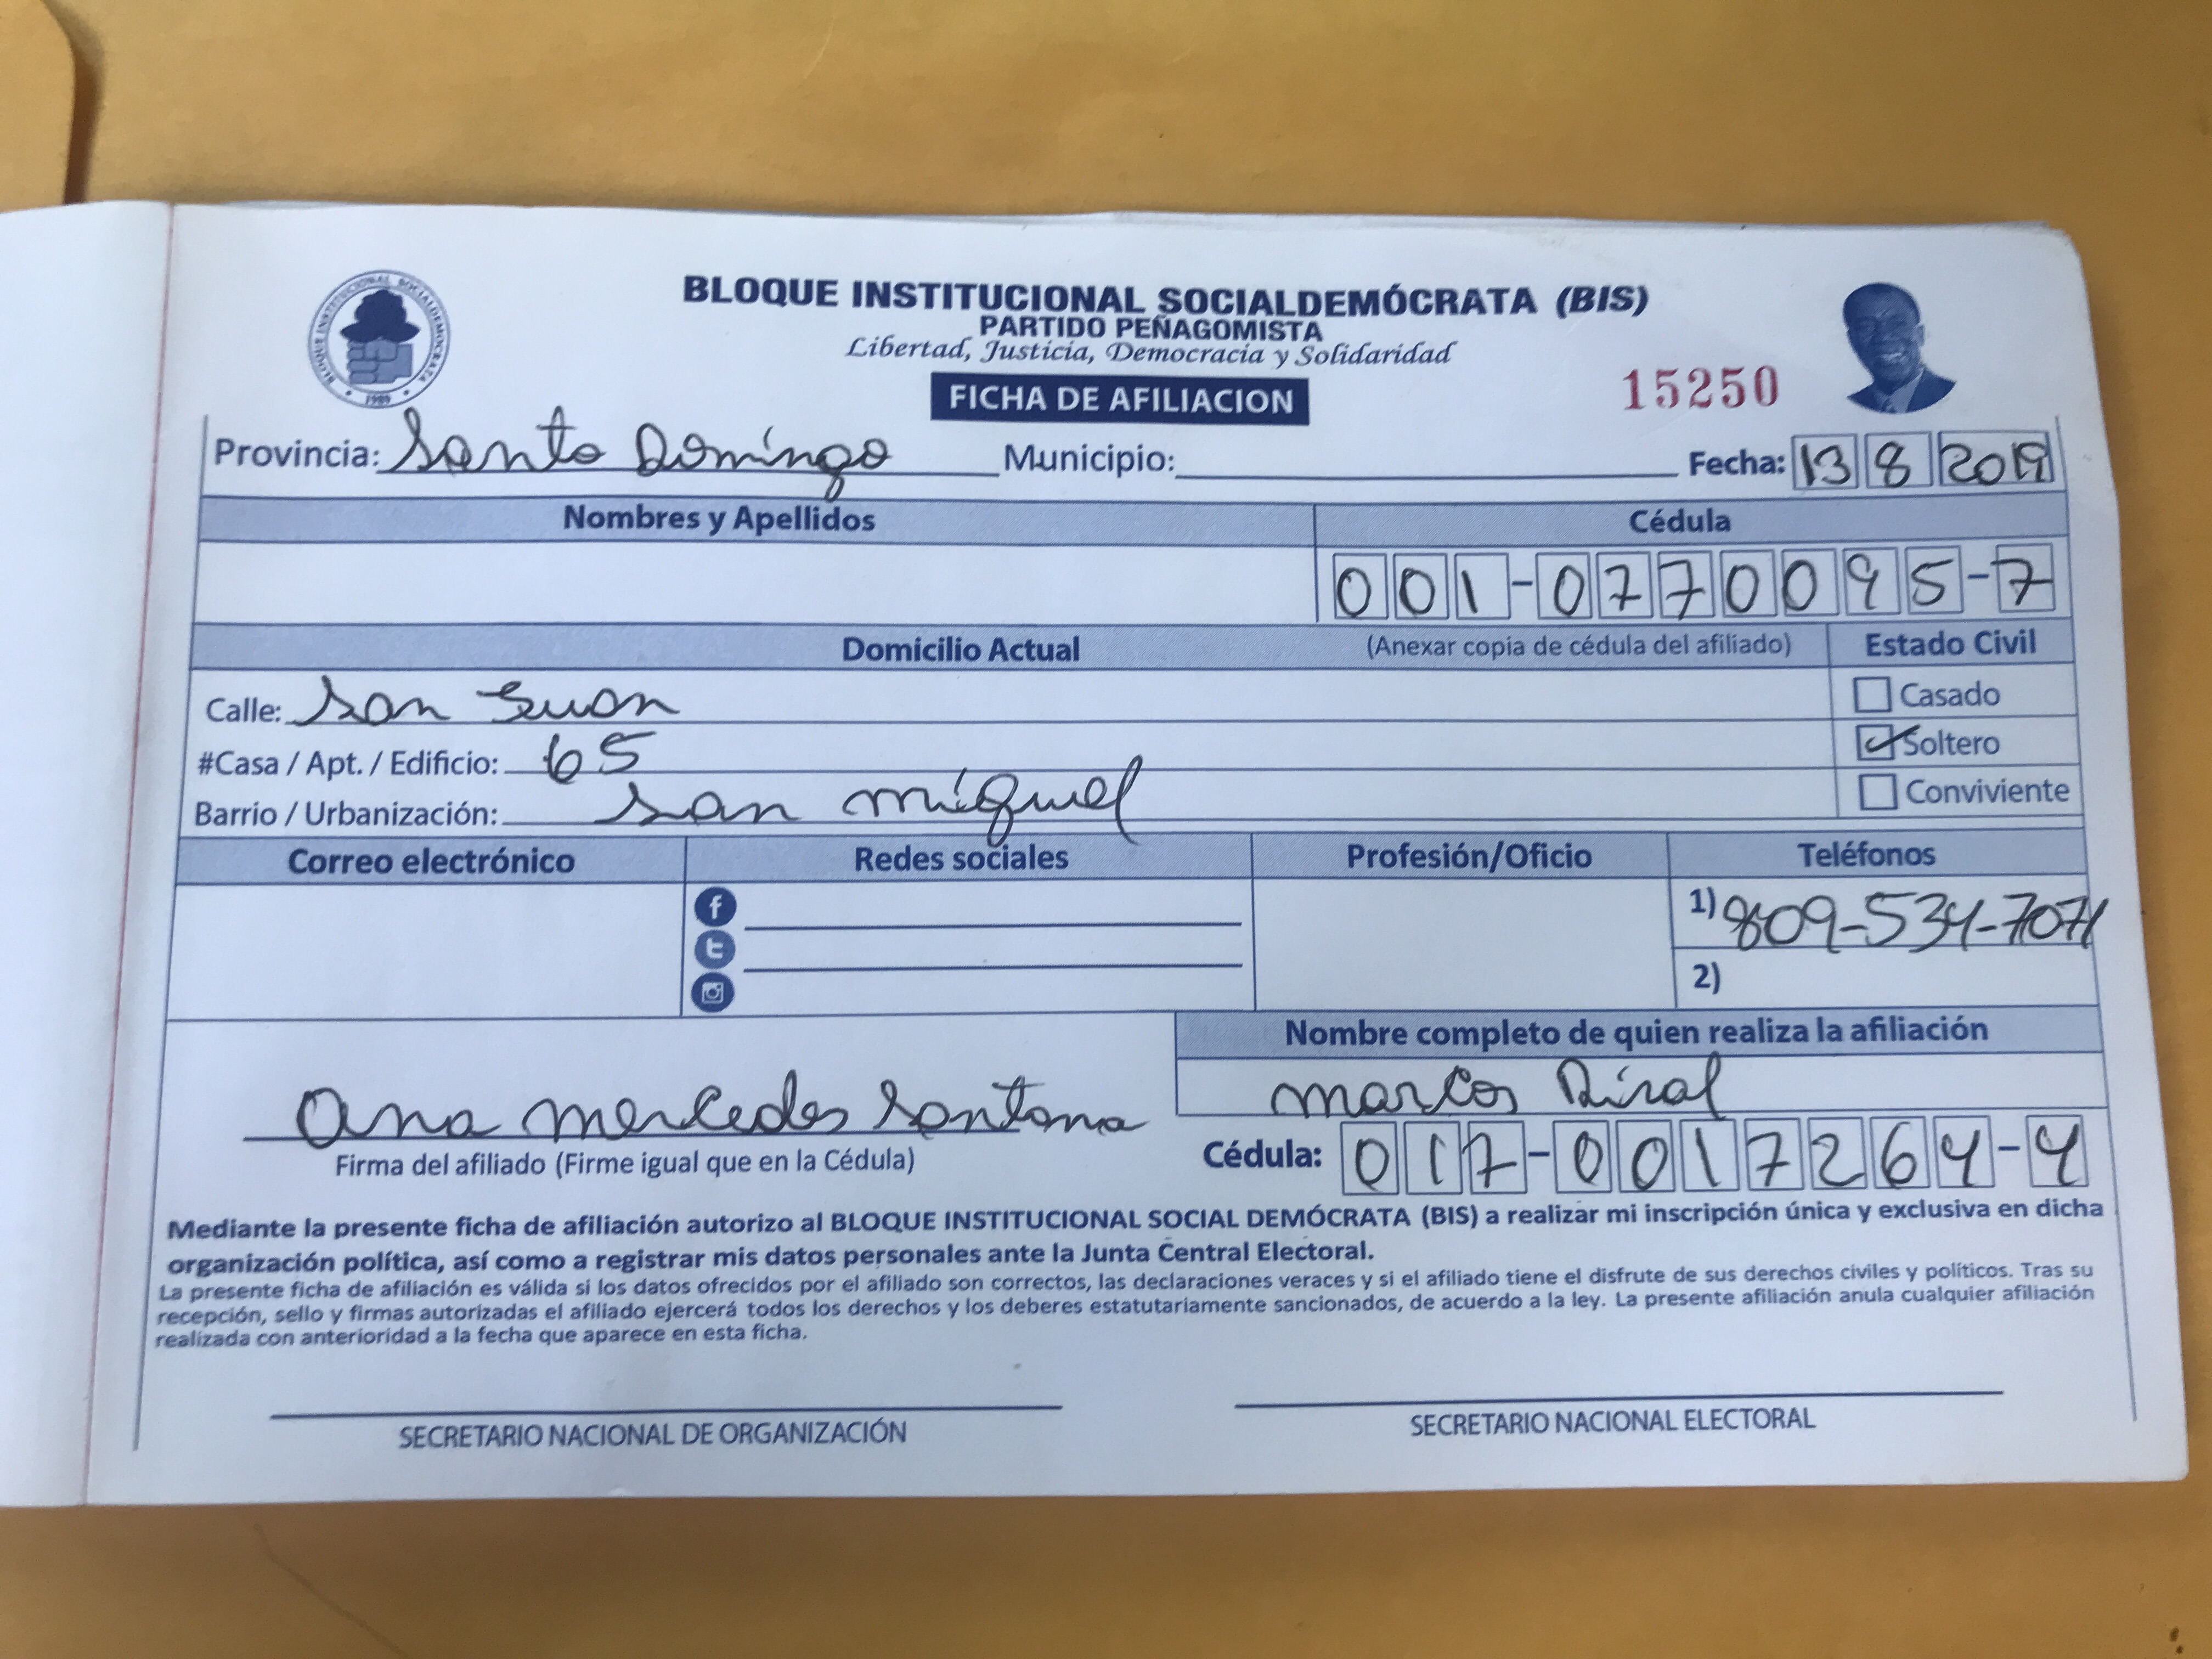 BLOQUE INSTITUCIONAL SOCIALDEMÓCRATA (BIS)
PARTIDO PEÑAGOMISTA
Libertad, Justicia, Democracia y Solidaridad
BLOQUE INSTITUCIONAL SOCIALDEMOCRATA
1989
FICHA DE AFILIACION
15250
Provincia: Santo Domingo Municipio: Fecha: 13 8 2019
Nombres y Apellidos Cédula
001-0770095-7
Domicilio Actual (Anexar copia de cédula del afiliado) Estado Civil
Calle: San Juan Casado
#Casa / Apt. / Edificio: 65 Soltero
Barrio / Urbanización: San miguel Conviviente
Correo electrónico Redes sociales Profesión/Oficio Teléfonos
1) 809-534-7071
2)
Nombre completo de quien realiza la afiliación
marcos
Ana mercedes Santana
Firma del afiliado (Firme igual que en la Cédula) Cédula: 017-0017264-4
Mediante la presente ficha de afiliación autorizo al BLOQUE INSTITUCIONAL SOCIAL DEMÓCRATA (BIS) a realizar mi inscripción única y exclusiva en dicha
organización política, así como a registrar mis datos personales ante la Junta Central Electoral.
La presente ficha de afiliación es válida si los datos ofrecidos por el afiliado son correctos, las declaraciones veraces y si el afiliado tiene el disfrute de sus derechos civiles y políticos. Tras su
recepción, sello y firmas autorizadas el afiliado ejercerá todos los derechos y los deberes estatutariamente sancionados, de acuerdo a la ley. La presente afiliación anula cualquier afiliación
realizada con anterioridad a la fecha que aparece en esta ficha.
SECRETARIO NACIONAL DE ORGANIZACIÓN SECRETARIO NACIONAL ELECTORAL